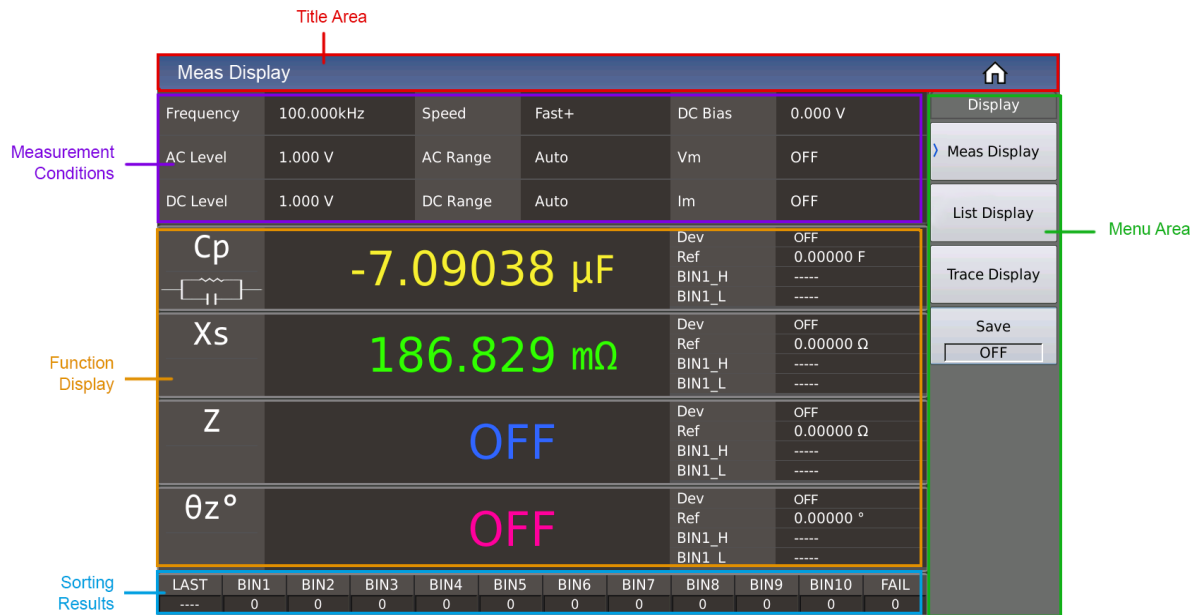 Title Area
Meas Display
Display
Frequency 100.000kHz Speed Fast+ DC Bias 0.000 V
AC Level 1.000 V AC Range Auto Vm OFF
DC Level 1.000 V DC Range Auto Im OFF
Measurement
Conditions
Meas Display
List Display
Trace Display
Save
OFF
Menu Area
Cp -7.09038 µF
Dev OFF
Ref 0.00000 F
BIN1_H -----
BIN1_L -----
Xs 186.829 mΩ
Dev OFF
Ref 0.00000 Ω
BIN1_H -----
BIN1_L -----
Function
Display
Z OFF
Dev OFF
Ref 0.00000 Ω
BIN1_H -----
BIN1_L -----
θz° OFF
Dev OFF
Ref 0.00000 °
BIN1_H -----
BIN1_L -----
Sorting
Results
LAST BIN1 BIN2 BIN3 BIN4 BIN5 BIN6 BIN7 BIN8 BIN9 BIN10 FAIL
---- 0 0 0 0 0 0 0 0 0 0 0